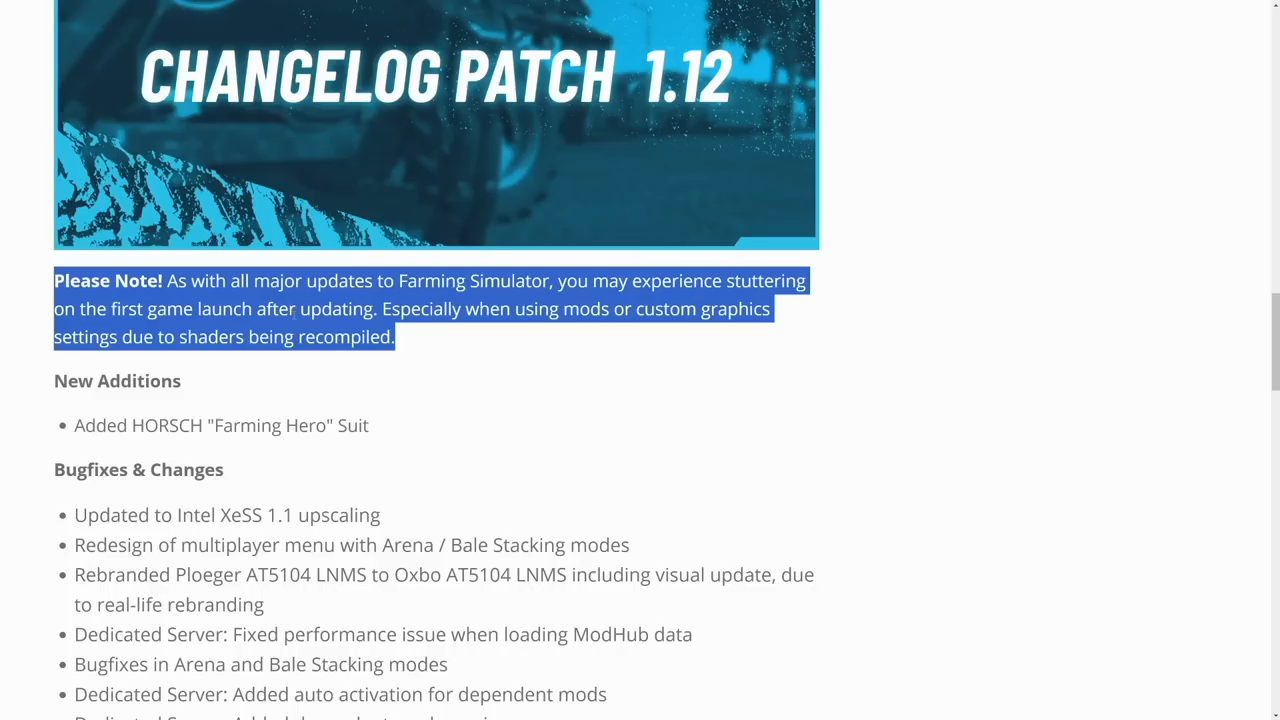 CHANGELOG PATCH 1.12
Please Note! As with all major updates to Farming Simulator, you may experience stuttering
on the first game launch after updating. Especially when using mods or custom graphics
settings due to shaders being recompiled.
New Additions
• Added HORSCH "Farming Hero" Suit
Bugfixes & Changes
• Updated to Intel XeSS 1.1 upscaling
• Redesign of multiplayer menu with Arena / Bale Stacking modes
• Rebranded Ploeger AT5104 LNMS to Oxbo AT5104 LNMS including visual update, due
to real-life rebranding
• Dedicated Server: Fixed performance issue when loading ModHub data
• Bugfixes in Arena and Bale Stacking modes
• Dedicated Server: Added auto activation for dependent mods